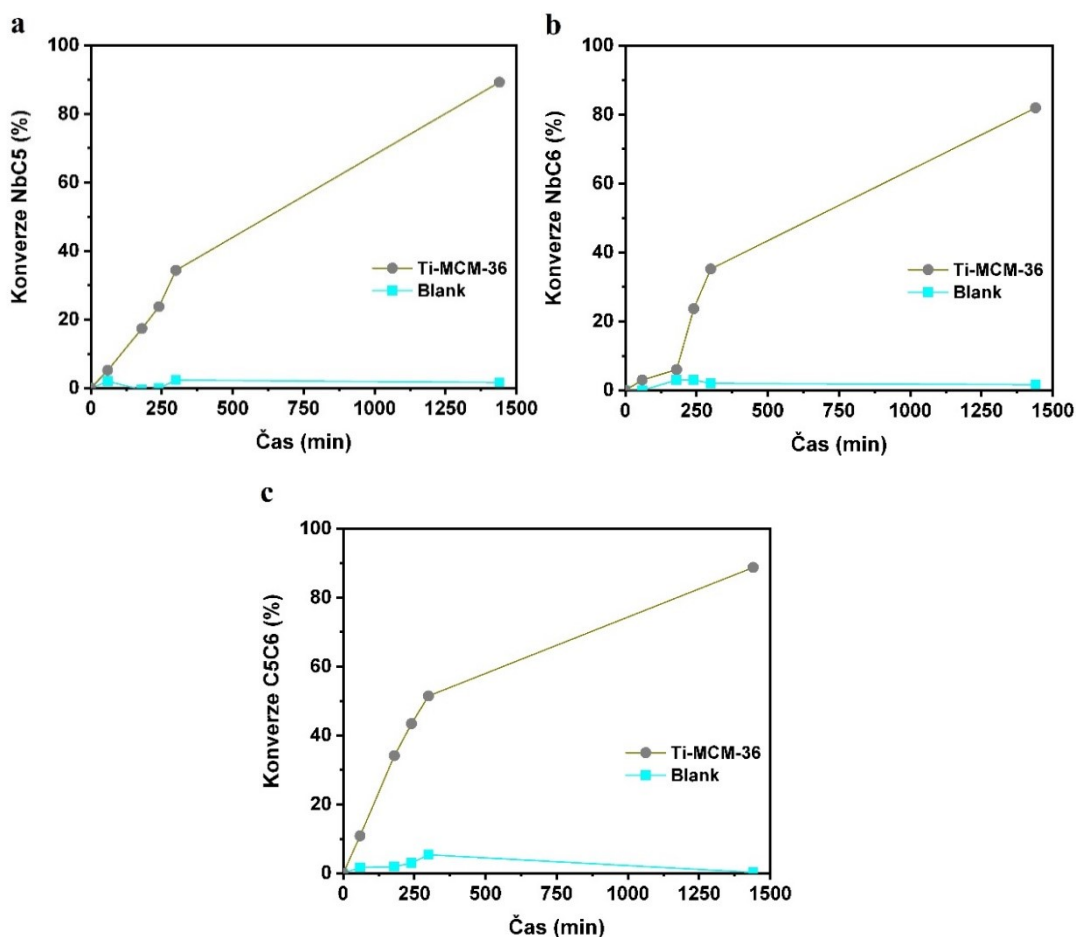 a
100
80
60
40
20
0
Konverze NbC5 (%)
Ti-MCM-36
Blank
0 250 500 750 1000 1250 1500
Čas (min)
b
100
80
60
40
20
0
Konverze NbC6 (%)
Ti-MCM-36
Blank
0 250 500 750 1000 1250 1500
Čas (min)
c
100
80
60
40
20
0
Konverze C5C6 (%)
Ti-MCM-36
Blank
0 250 500 750 1000 1250 1500
Čas (min)